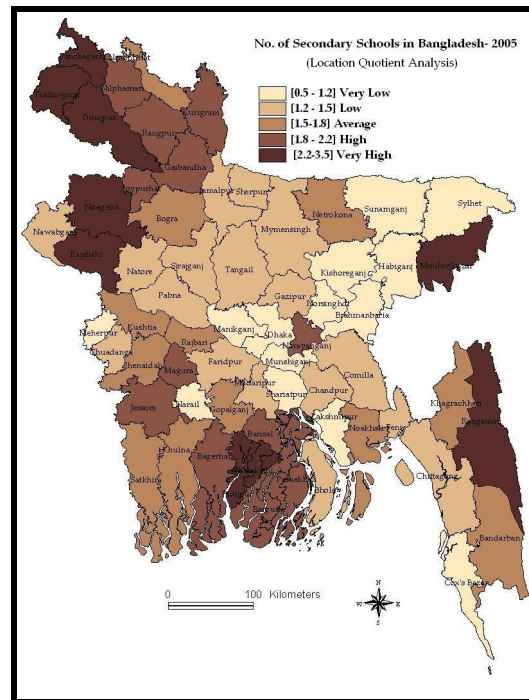 No. of Secondary Schools in Bangladesh- 2005
(Location Quotient Analysis)
[0.5 - 1.2] Very Low
[1.2 - 1.5] Low
[1.5-1.8] Average
[1.8 - 2.2] High
[2.2-3.5] Very High
Panchagarh
Thakurgaon
Dinajpur
Rangpur
Kurigram
Gaibandha
Jamalpur
Sherpur
Bogra
Naogaon
Nawabganj
Rajshahi
Mymensingh
Netrokona
Sunamganj
Sylhet
Moulavibazar
Habiganj
Kishoreganj
Natore
Sirajganj
Tangail
Gazipur
Narsinghdi
Brahmanbaria
Pabna
Kushtia
Meherpur
Chuadanga
Jhenaidah
Rajbari
Manikganj
Dhaka
Narayanganj
Munshiganj
Faridpur
Magura
Comilla
Chandpur
Shariatpur
Narail
Gopalganj
Jessore
Lakshmipur
Noakhali
Feni
Khagrachhari
Rangamati
Barisal
Khulna
Bagerhat
Satkhira
Bhola
Chittagong
Bandarban
Cox's Bazar
0
100 Kilometers
N
W
E
S